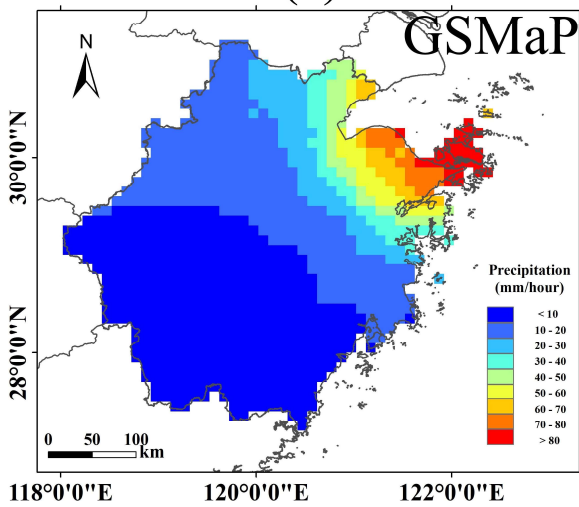 GSMaP
N
30°0'0"N
28°0'0"N
Precipitation
(mm/hour)
< 10
10 - 20
20 - 30
30 - 40
40 - 50
50 - 60
60 - 70
70 - 80
> 80
0 50 100
km
118°0'0"E 120°0'0"E 122°0'0"E